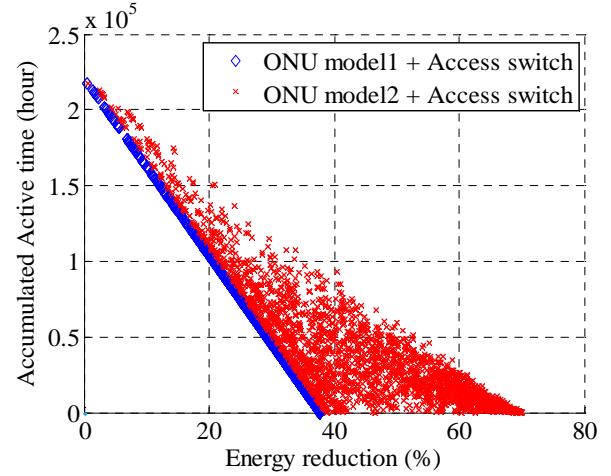 x 10^5
2.5
2
1.5
1
0.5
0
0 20 40 60 80
Accumulated Active time (hour)
Energy reduction (%)
ONU model1 + Access switch
ONU model2 + Access switch